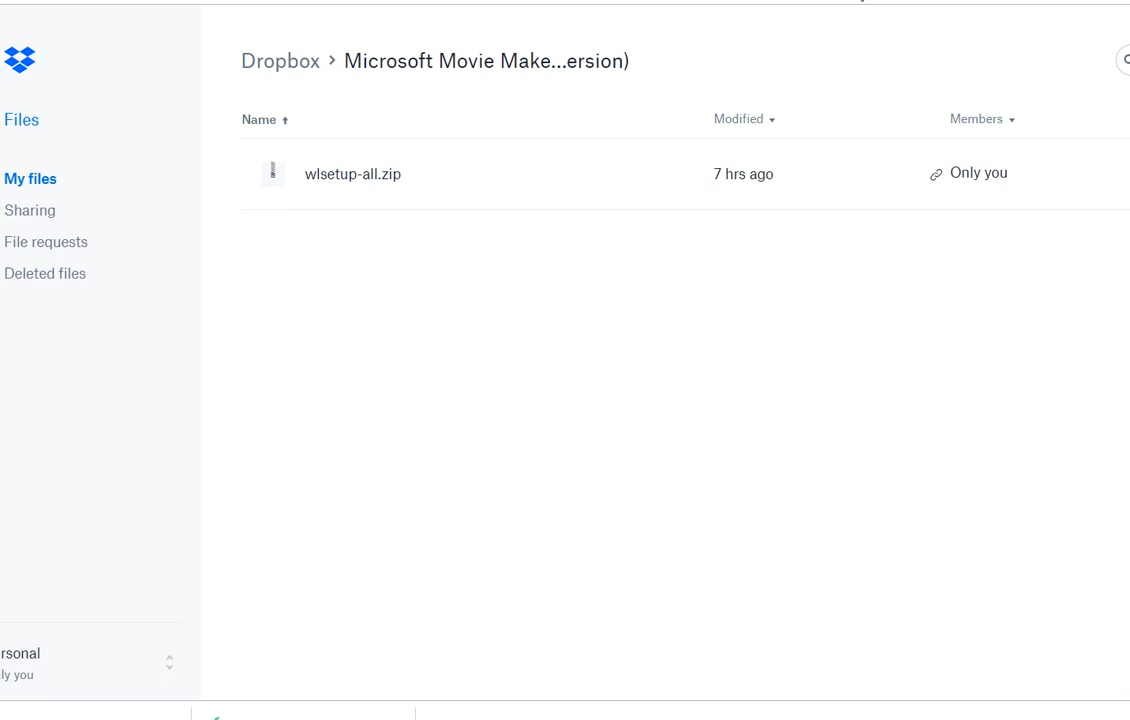 Dropbox > Microsoft Movie Make...ersion)
Files
Name Modified Members
My files
wlsetup-all.zip 7 hrs ago Only you
Sharing
File requests
Deleted files
rsonal
ly you